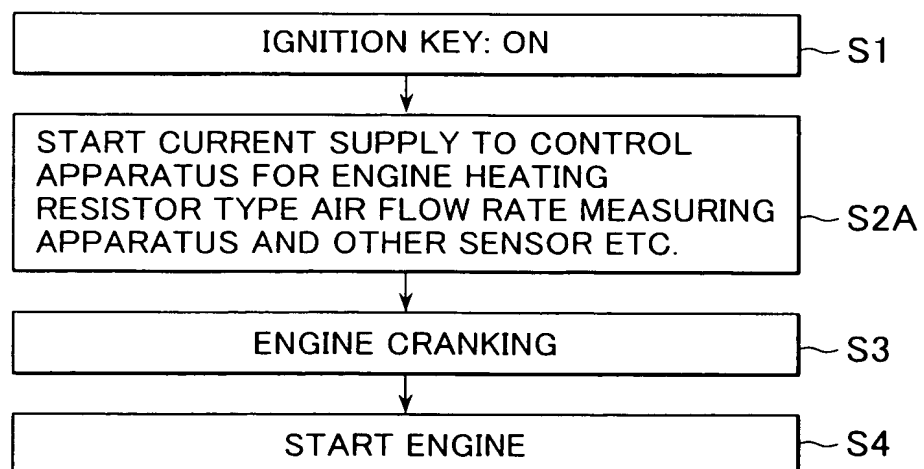 IGNITION KEY: ON
S1
START CURRENT SUPPLY TO CONTROL
APPARATUS FOR ENGINE HEATING
RESISTOR TYPE AIR FLOW RATE MEASURING
APPARATUS AND OTHER SENSOR ETC.
S2A
ENGINE CRANKING
S3
START ENGINE
S4